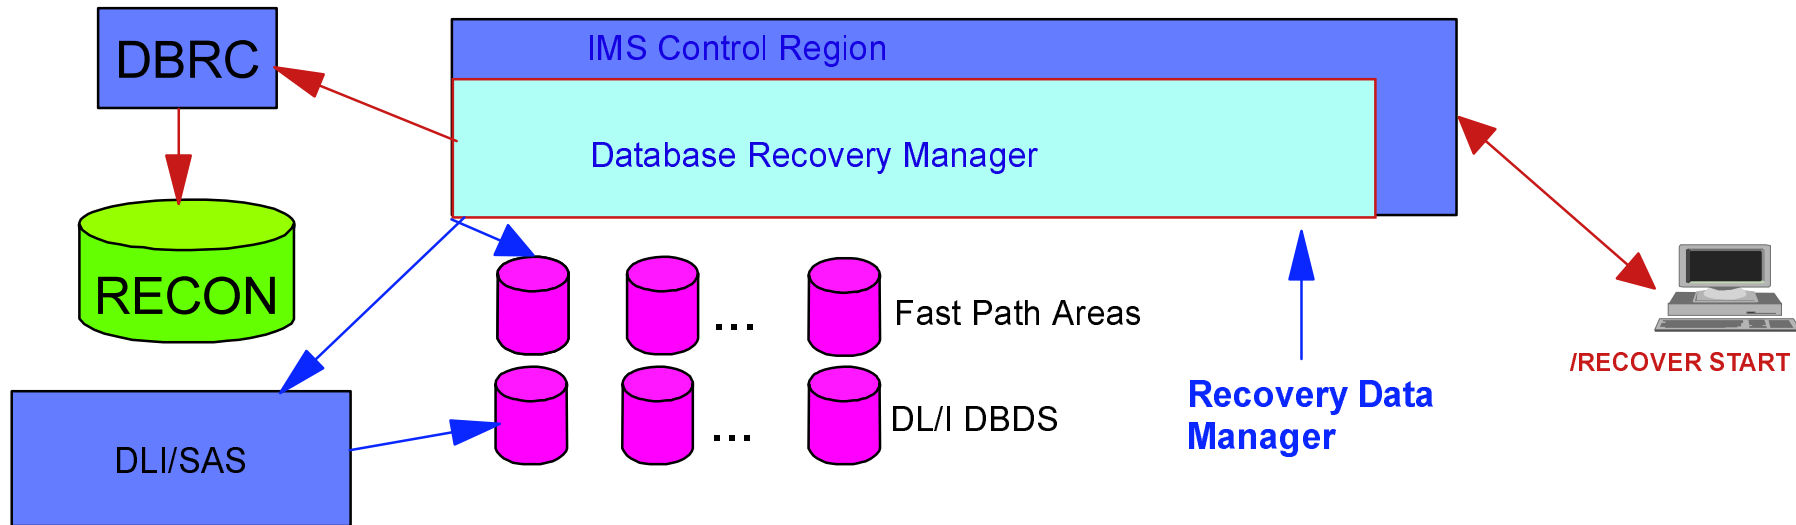 DBRC
IMS Control Region
Database Recovery Manager
RECON
...
Fast Path Areas
/RECOVER START
Recovery Data
Manager
...
DL/I DBDS
DLI/SAS